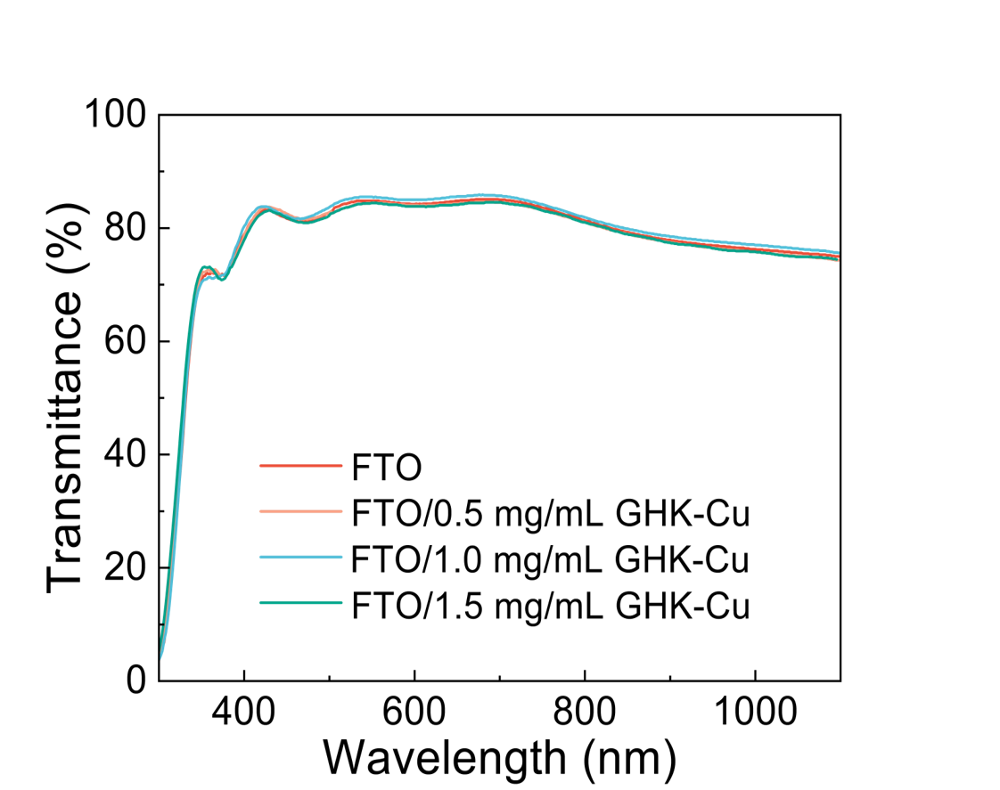 100
80
60
40
20
0
Transmittance (%)
FTO
FTO/0.5 mg/mL GHK-Cu
FTO/1.0 mg/mL GHK-Cu
FTO/1.5 mg/mL GHK-Cu
400 600 800 1000
Wavelength (nm)